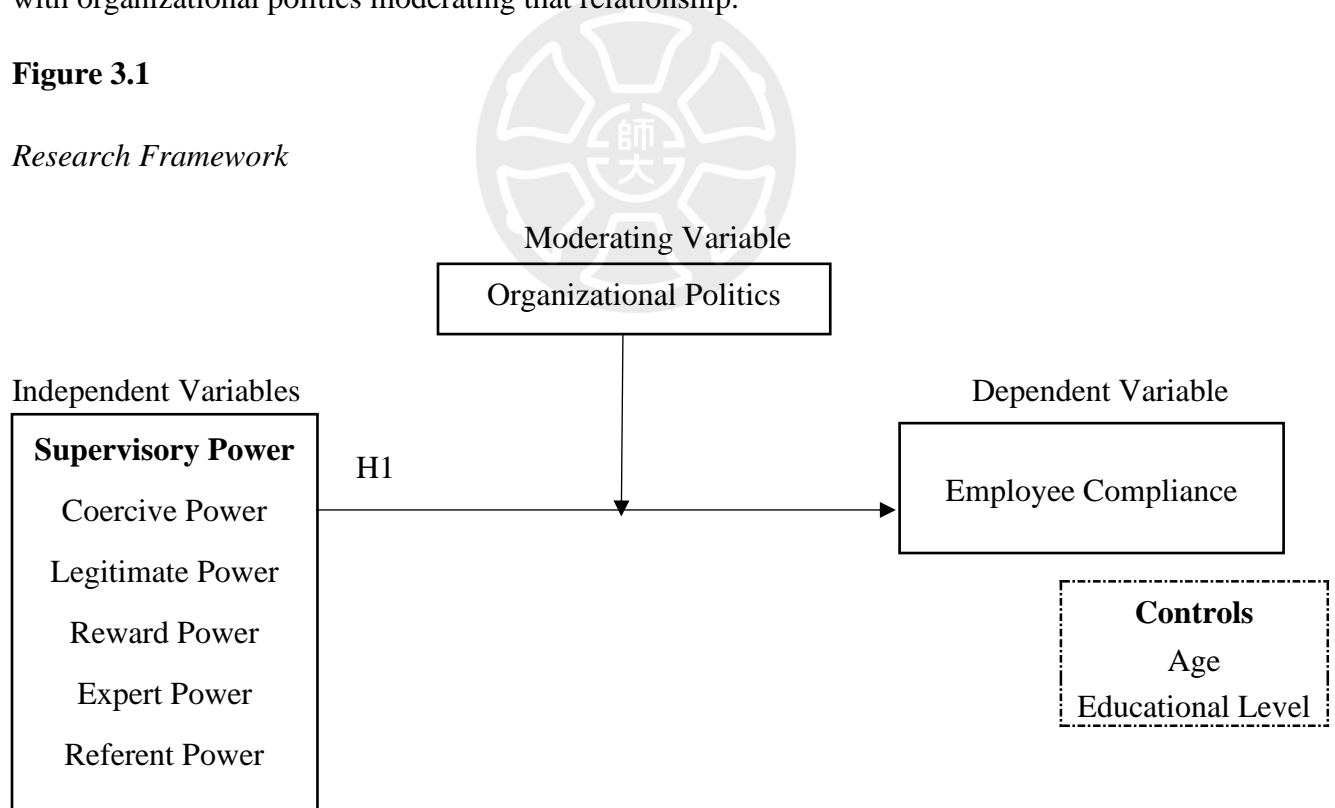 with organizational politics moderating that relationship.
Figure 3.1
Research Framework
師
大
Moderating Variable
Organizational Politics
Independent Variables
Dependent Variable
Supervisory Power
H1
Coercive Power
Employee Compliance
Legitimate Power
Reward Power
Controls
Age
Expert Power
Educational Level
Referent Power